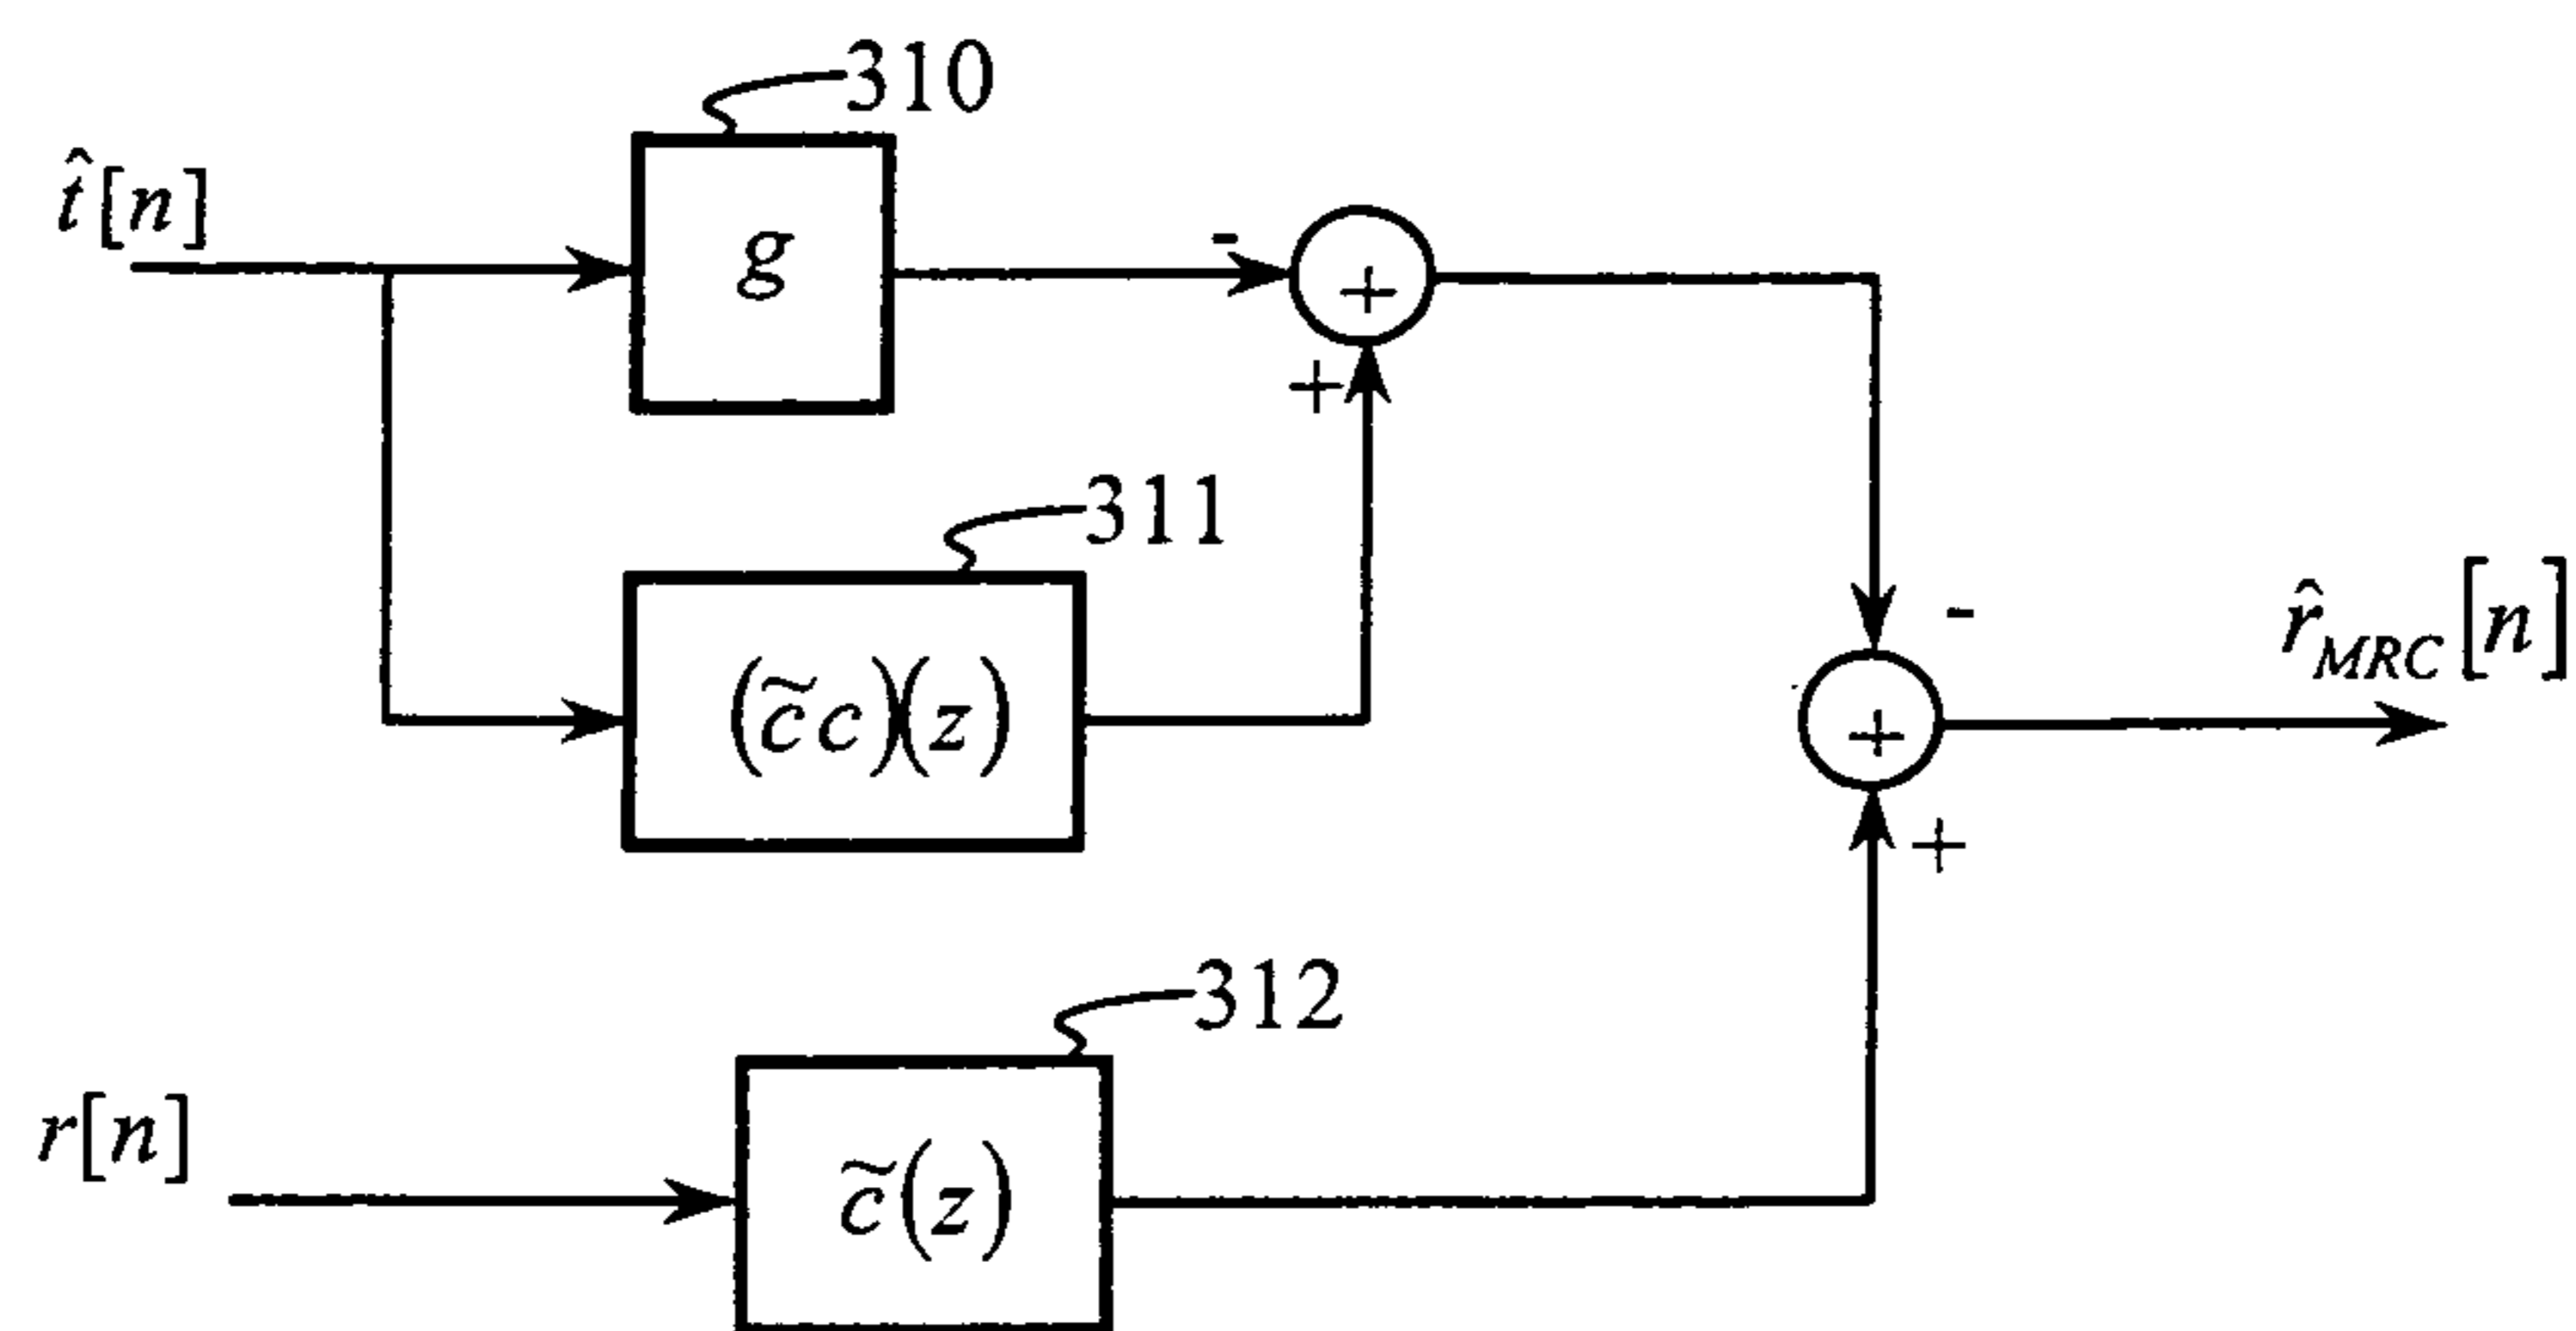 310
t̂[n]
g
-
+
+
311
(c̃c)(z)
-
r̂_MRC[n]
+
+
312
r[n]
c̃(z)